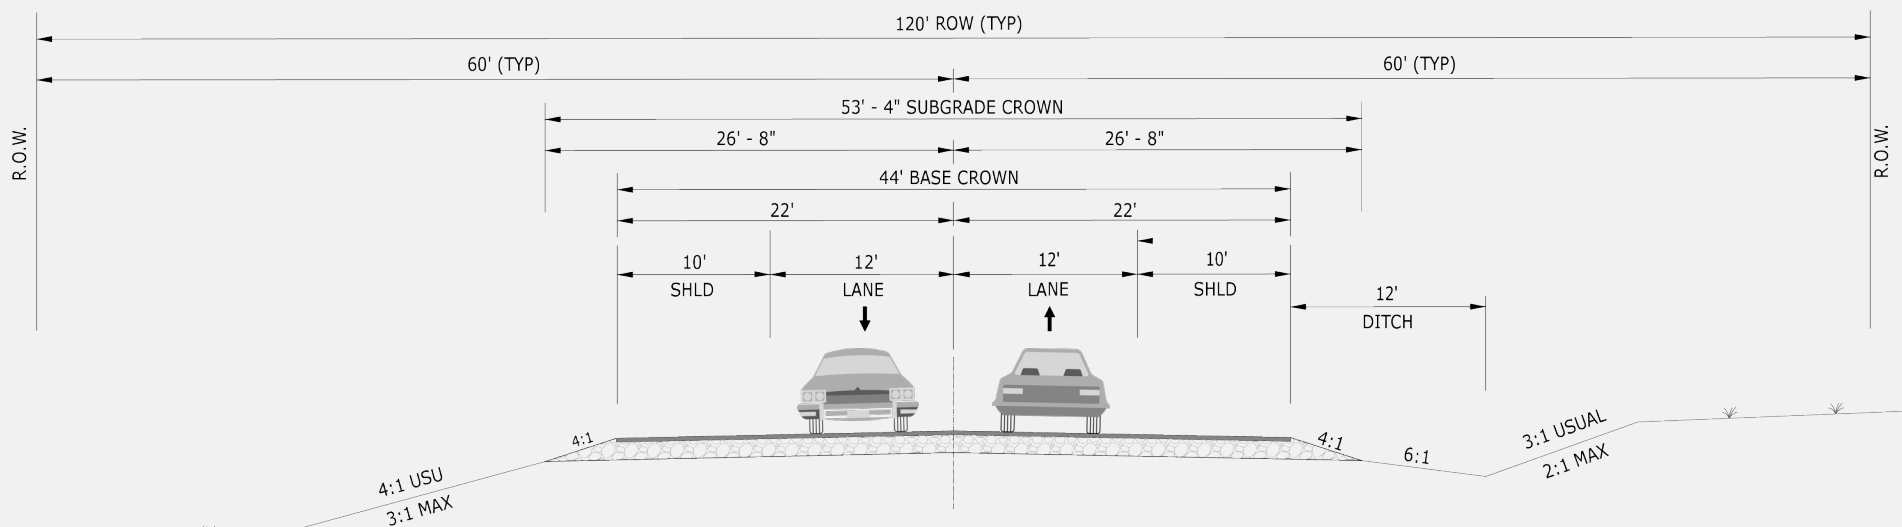 120' ROW (TYP)
60' (TYP)
60' (TYP)
53' - 4" SUBGRADE CROWN
26' - 8"
26' - 8"
R.O.W.
R.O.W.
44' BASE CROWN
22'
22'
10'
12'
12'
10'
SHLD
LANE
LANE
SHLD
12'
DITCH
4:1
4:1
6:1
3:1 USUAL
2:1 MAX
4:1 USU
3:1 MAX